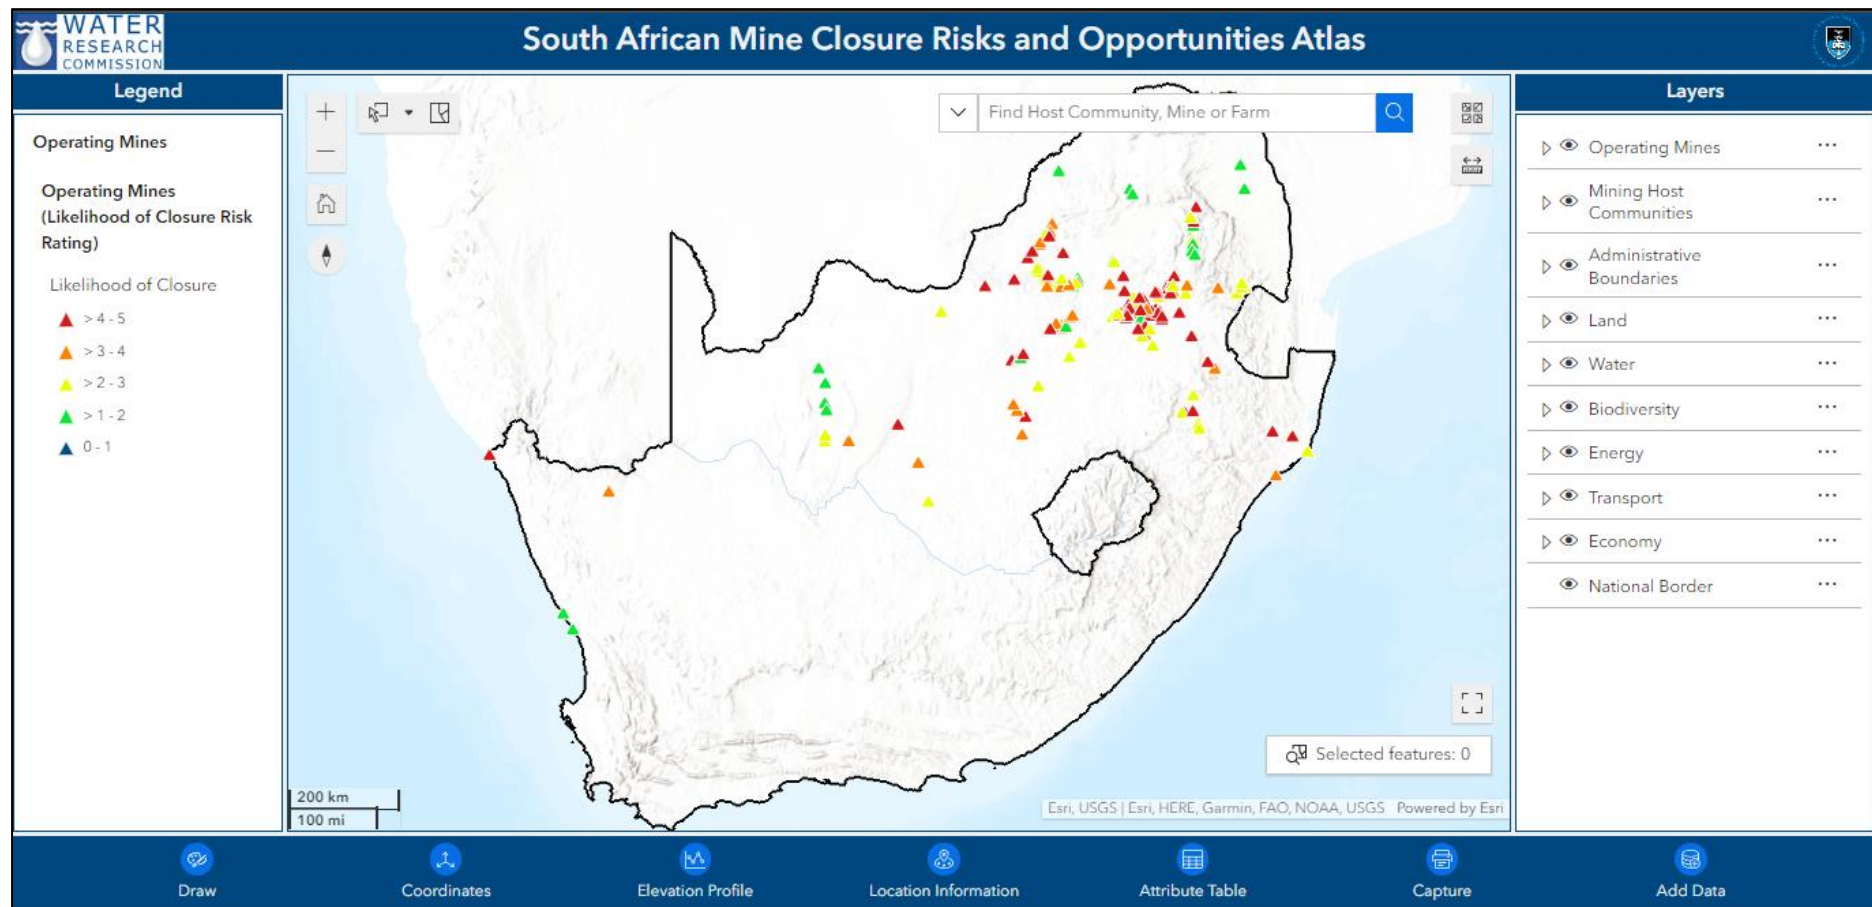 WATER
RESEARCH
COMMISSION
South African Mine Closure Risks and Opportunities Atlas
Legend
Operating Mines
Operating Mines
(Likelihood of Closure Risk
Rating)
Likelihood of Closure
> 4 - 5
> 3 - 4
> 2 - 3
> 1 - 2
0 - 1
Find Host Community, Mine or Farm
Selected features: 0
200 km
100 mi
Esri, USGS | Esri, HERE, Garmin, FAO, NOAA, USGS Powered by Esri
Layers
Operating Mines
Mining Host
Communities
Administrative
Boundaries
Land
Water
Biodiversity
Energy
Transport
Economy
National Border
Draw
Coordinates
Elevation Profile
Location Information
Attribute Table
Capture
Add Data